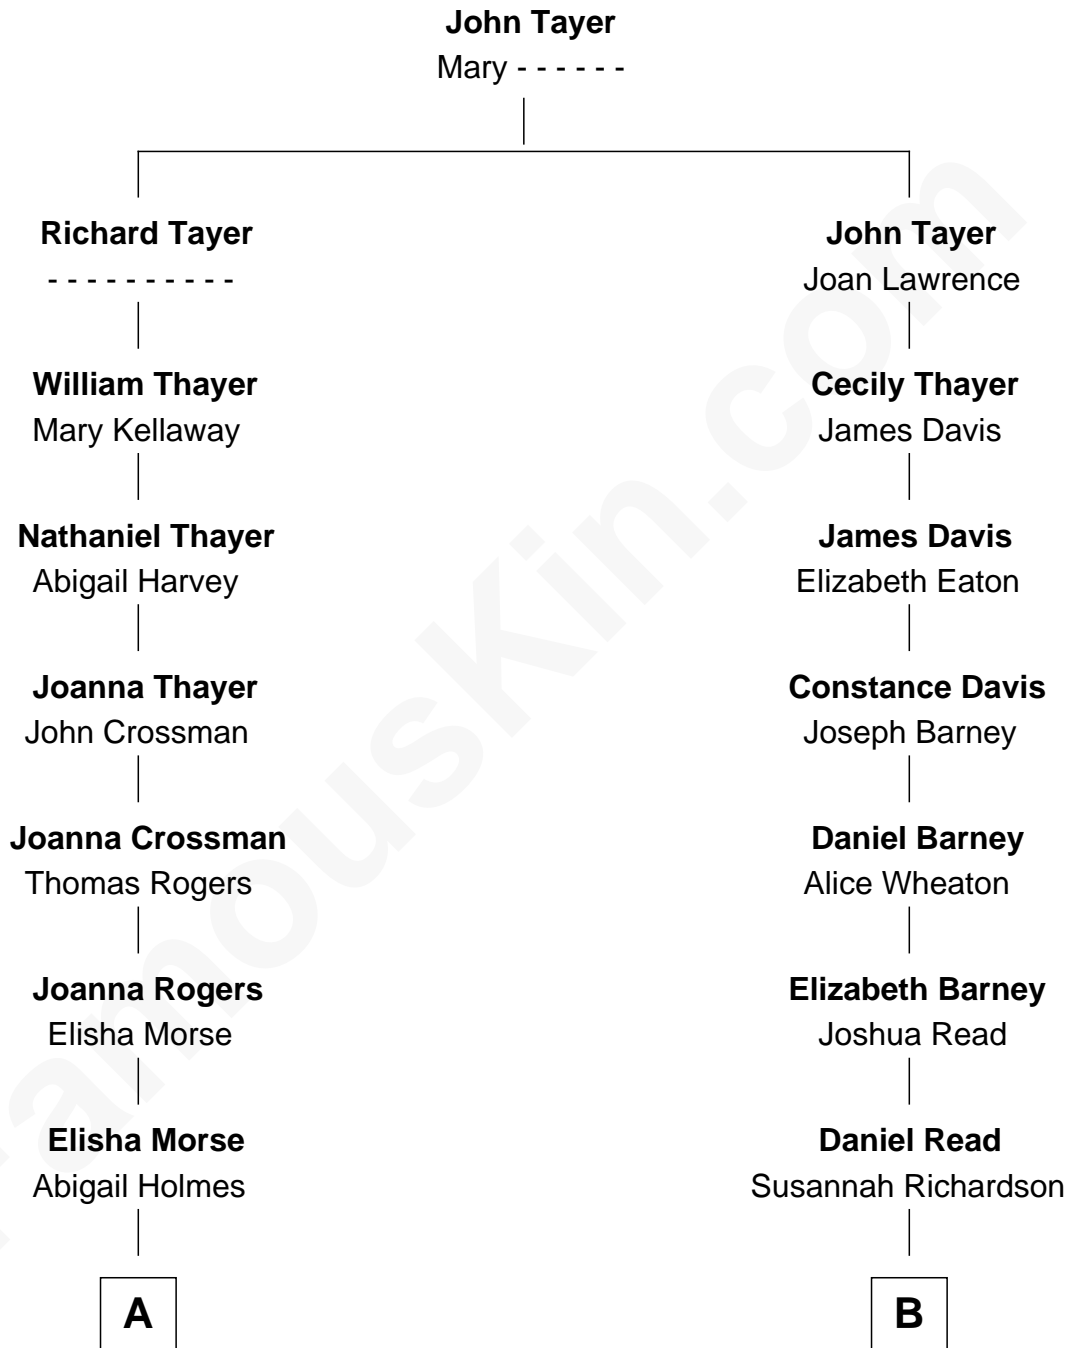 John Tayer
Mary - - - - - -
Richard Tayer
- - - - - - - - - -
John Tayer
Joan Lawrence
William Thayer
Mary Kellaway
Cecily Thayer
James Davis
Nathaniel Thayer
Abigail Harvey
James Davis
Elizabeth Eaton
Joanna Thayer
John Crossman
Constance Davis
Joseph Barney
Joanna Crossman
Thomas Rogers
Daniel Barney
Alice Wheaton
Joanna Rogers
Elisha Morse
Elizabeth Barney
Joshua Read
Elisha Morse
Abigail Holmes
Daniel Read
Susannah Richardson
A
B
FamousKin.com